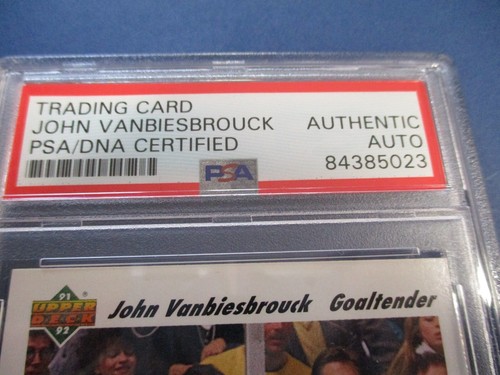 TRADING CARD
JOHN VANBIESBROUCK AUTHENTIC
PSA/DNA CERTIFIED AUTO
84385023
PSA
91
UPPER
DECK
92
John Vanbiesbrouck Goaltender